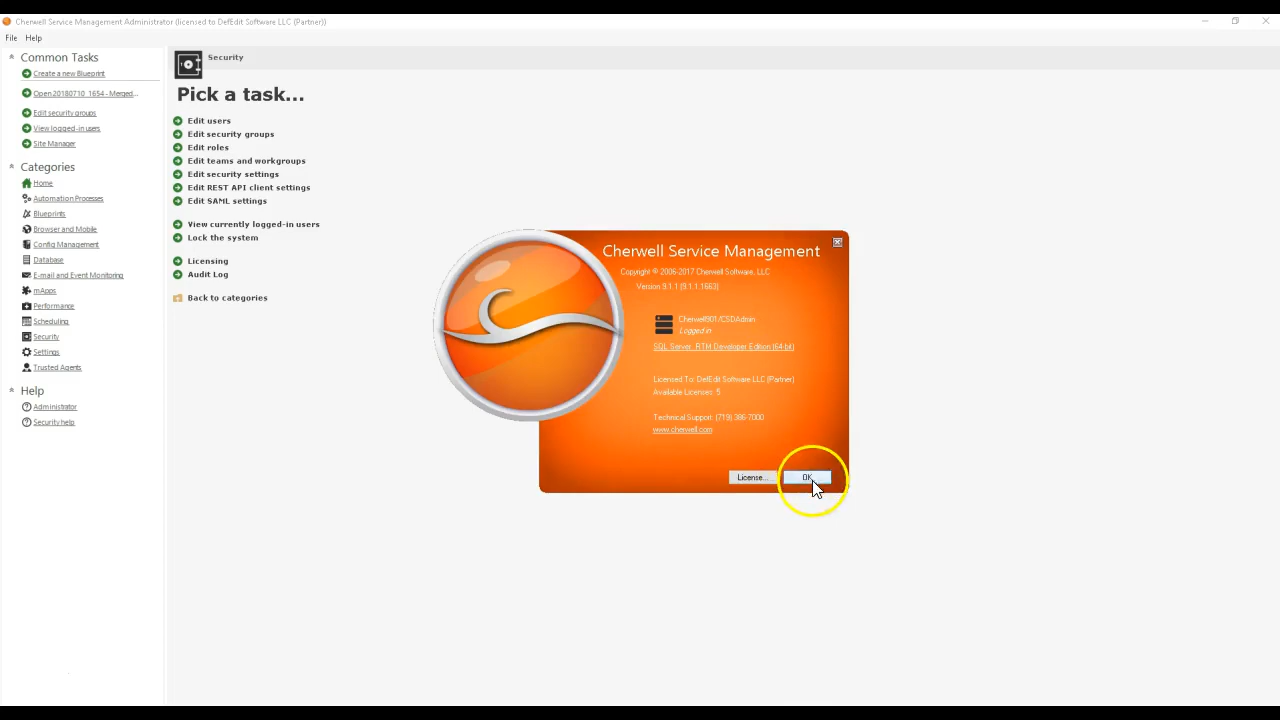 Cherwell Service Management Administrator (licensed to DefEdit Software LLC (Partner))
File Help
Common Tasks
Create a new Blueprint
Open 20180710_1654 - Merged...
Edit security groups
View logged-in users
Site Manager
Categories
Home
Automation Processes
Blueprints
Browser and Mobile
Config Management
Database
E-mail and Event Monitoring
mApps
Performance
Scheduling
Security
Settings
Trusted Agents
Help
Administrator
Security help
Security
Pick a task...
Edit users
Edit security groups
Edit roles
Edit teams and workgroups
Edit security settings
Edit REST API client settings
Edit SAML settings
View currently logged-in users
Lock the system
Licensing
Audit Log
Back to categories
Cherwell Service Management
Copyright © 2006-2017 Cherwell Software, LLC
Version 9.1.1 (9.1.1.1663)
Cherwell901/CSDAdmin
Logged in
SQL Server, RTM Developer Edition (64-bit)
Licensed To: DefEdit Software LLC (Partner)
Available Licenses: 5
Technical Support: (719) 386-7000
www.cherwell.com
License... OK